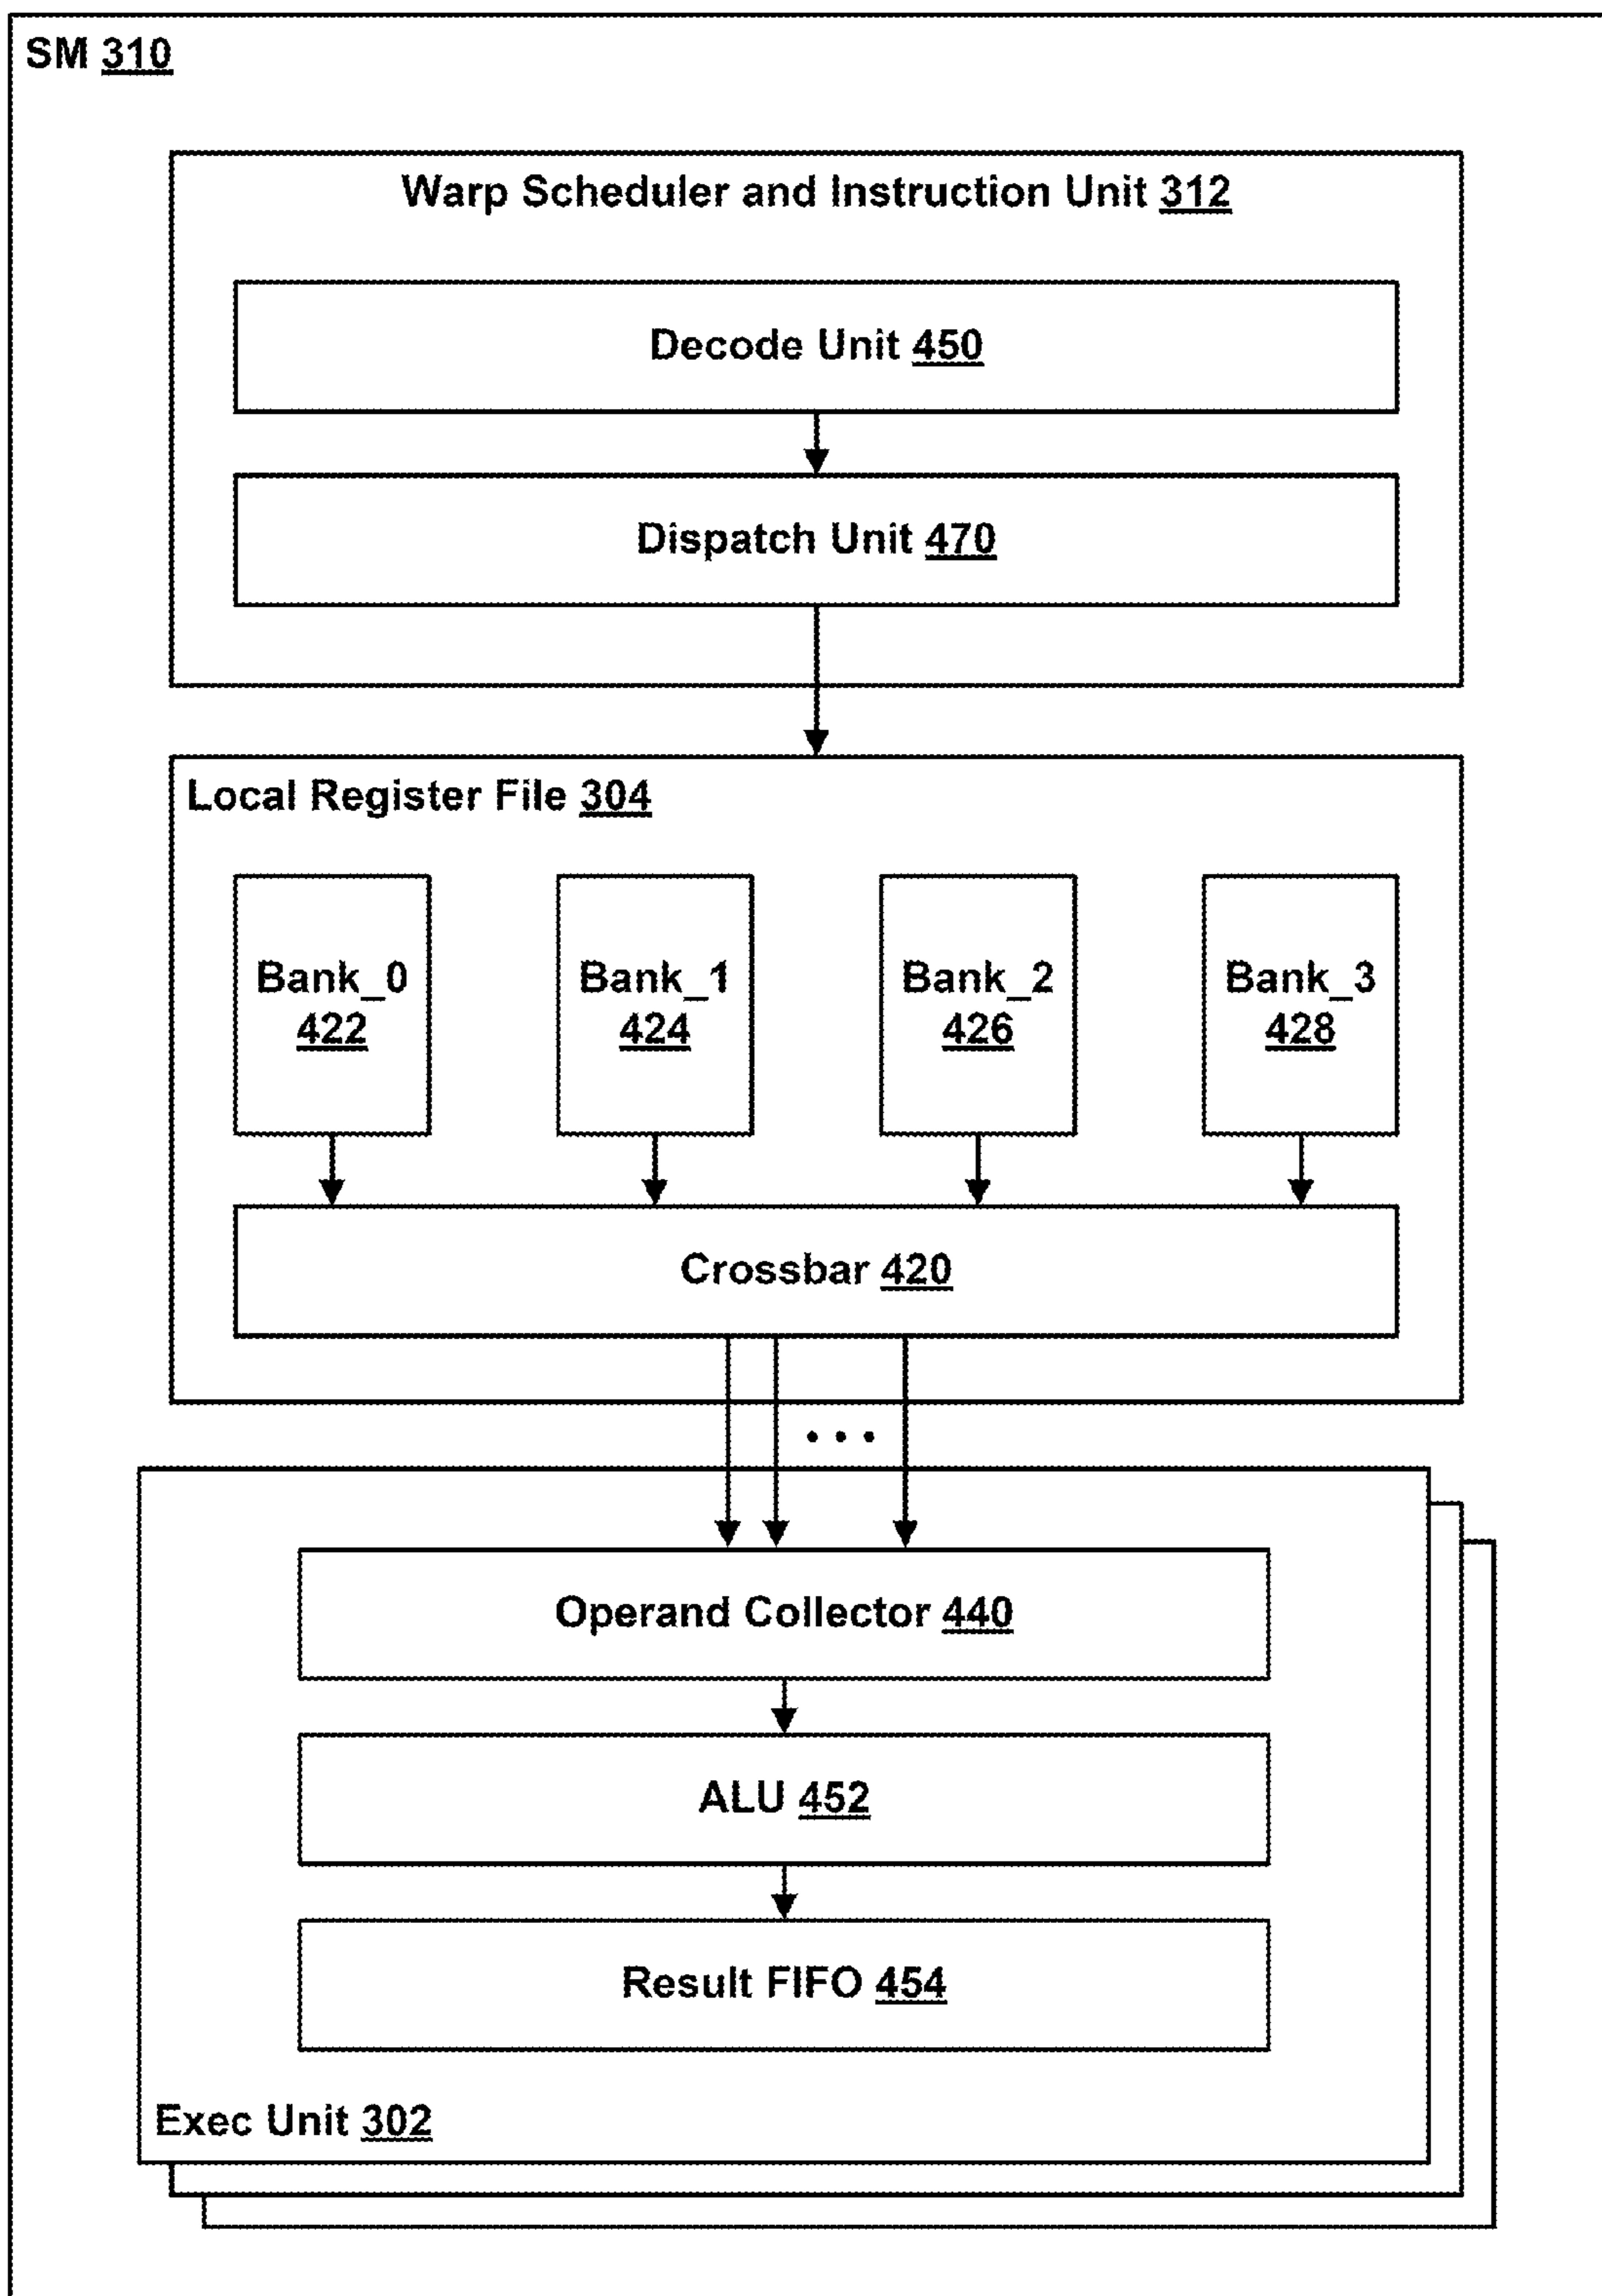 SM 310
Warp Scheduler and Instruction Unit 312
Decode Unit 450
Dispatch Unit 470
Local Register File 304
Bank_0
422
Bank_1
424
Bank_2
426
Bank_3
428
Crossbar 420
...
Operand Collector 440
ALU 452
Result FIFO 454
Exec Unit 302